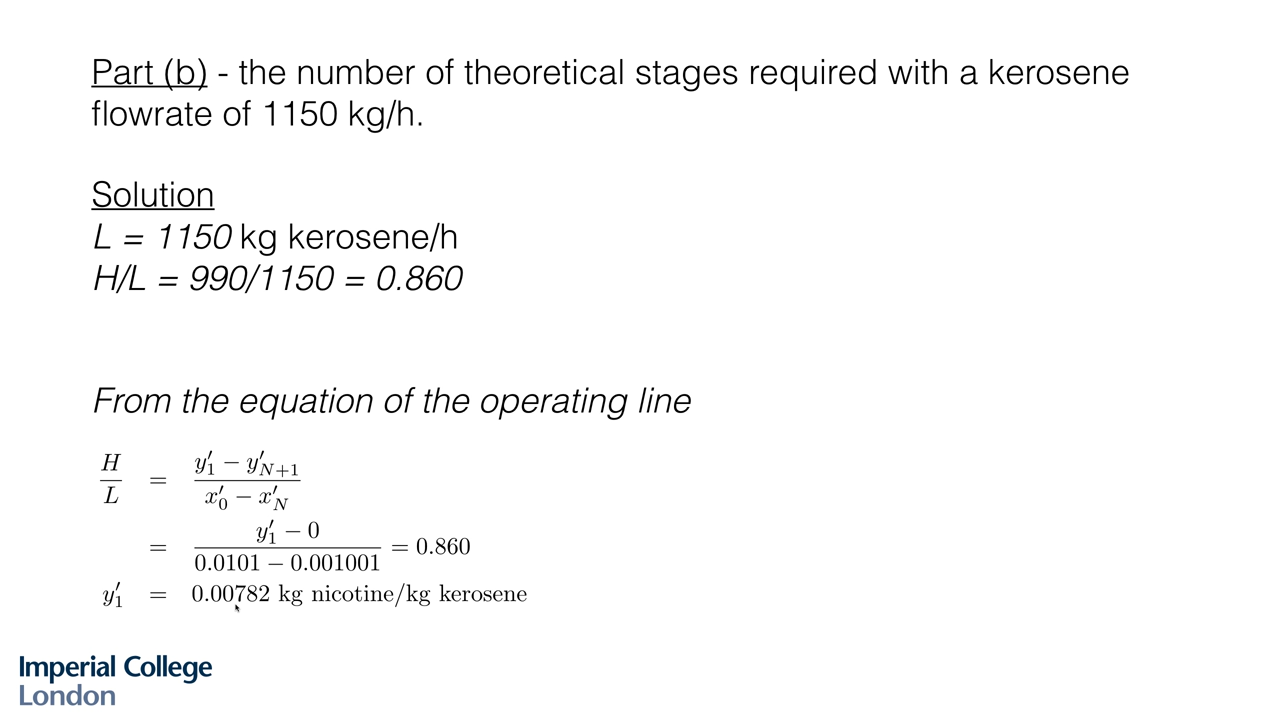 Part (b) - the number of theoretical stages required with a kerosene
flowrate of 1150 kg/h.
Solution
L = 1150 kg kerosene/h
H/L = 990/1150 = 0.860
From the equation of the operating line
H/L = (y′₁ − y′_{N+1})/(x′₀ − x′_N)
= (y′₁ − 0)/(0.0101 − 0.001001) = 0.860
y′₁ = 0.00782 kg nicotine/kg kerosene
Imperial College
London